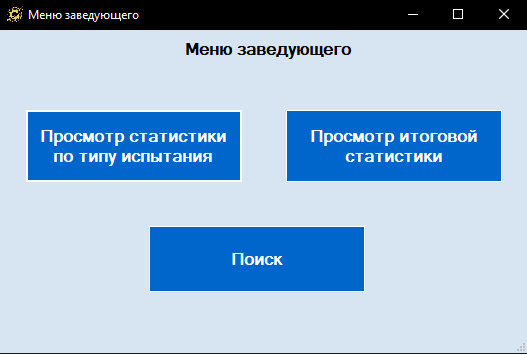 Меню заведующего
Меню заведующего
Просмотр статистики
по типу испытания
Просмотр итоговой
статистики
Поиск